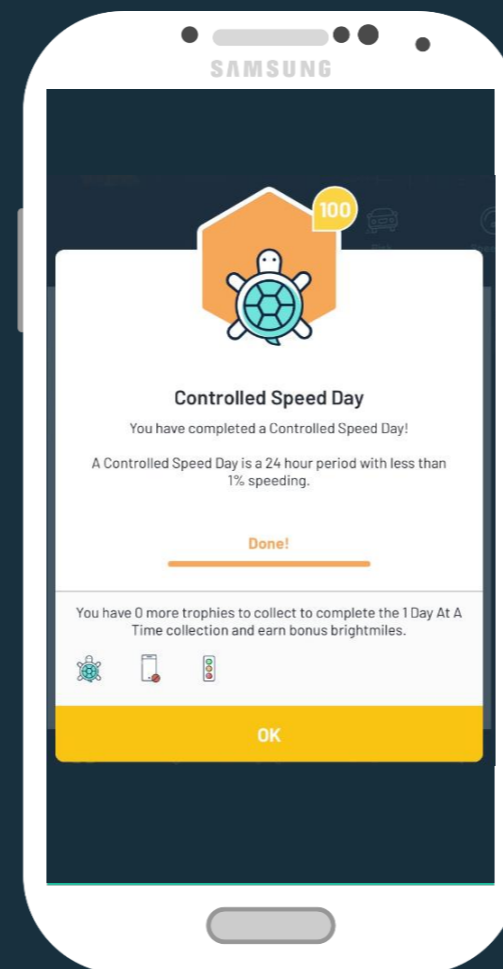 SAMSUNG
100
Controlled Speed Day
You have completed a Controlled Speed Day!
A Controlled Speed Day is a 24 hour period with less than
1% speeding.
Done!
You have 0 more trophies to collect to complete the 1 Day At A
Time collection and earn bonus brightmiles.
OK